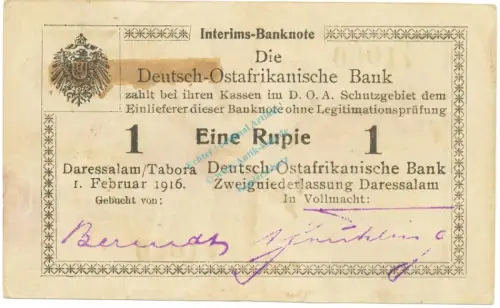 Interims-Banknote
Die
Deutsch-Ostafrikanische Bank
zahlt bei ihren Kassen im D. O. A. Schutzgebiet dem
Einlieferer dieser Banknote ohne Legitimationsprüfung
1 Eine Rupie 1
Daressalam/Tabora
1. Februar 1916.
Gebucht von:
Deutsch-Ostafrikanische Bank
Zweigniederlassung Daressalam
In Vollmacht:
Berendt